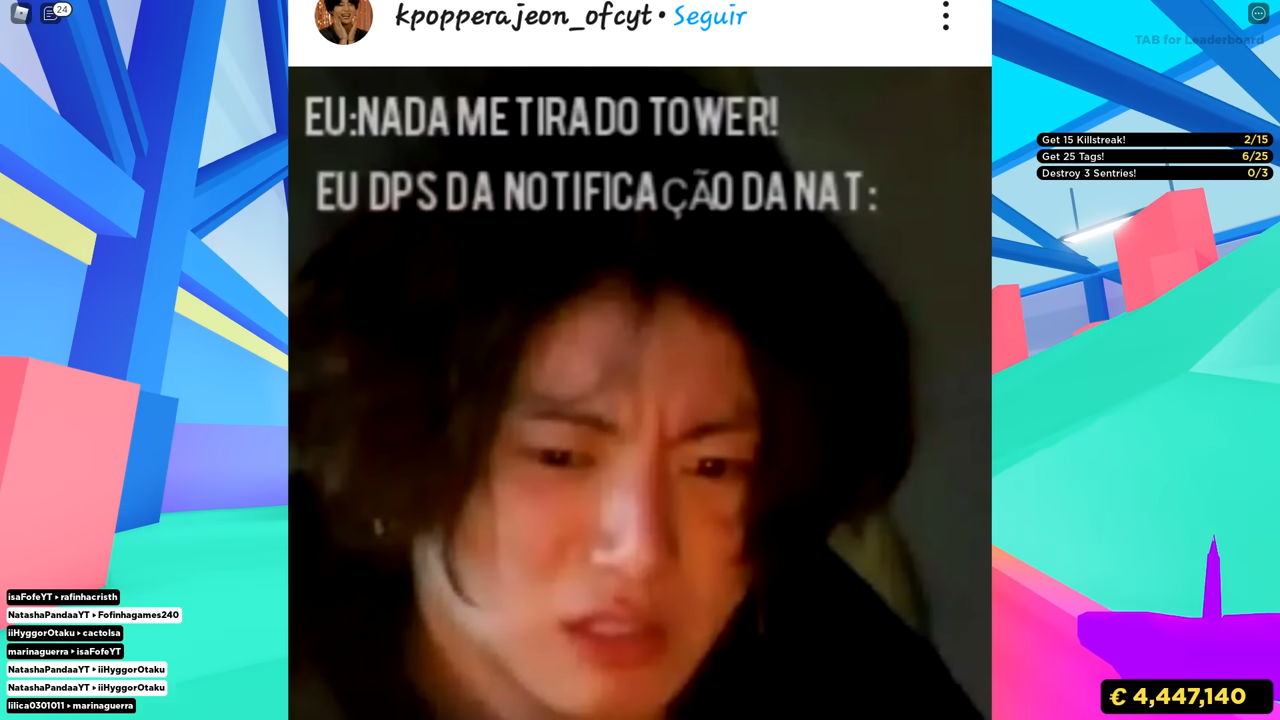 24
kpopperajeon_ofcyt • Seguir
TAB for Leaderboard
EU:NADA ME TIRA DO TOWER!
EU DPS DA NOTIFICAÇÃO DA NAT:
Get 15 Killstreak! 2/15
Get 25 Tags! 6/25
Destroy 3 Sentries! 0/3
isaFofeYT ▸ rafinhacristh
NatashaPandaaYT ▸ Fofinhagames240
iiHyggorOtaku ▸ cactolsa
marinaguerra ▸ isaFofeYT
NatashaPandaaYT ▸ iiHyggorOtaku
NatashaPandaaYT ▸ iiHyggorOtaku
lilica0301011 ▸ marinaguerra
€ 4,447,140